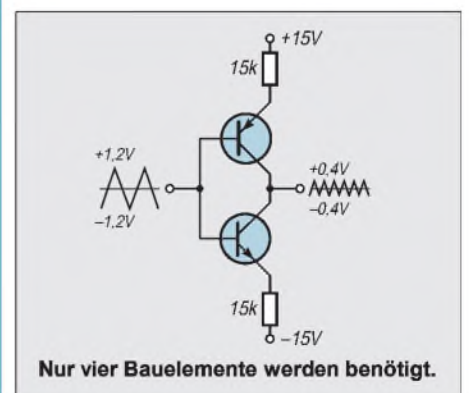 +15V
15k
+1,2V
−1,2V
+0,4V
−0,4V
15k
−15V
Nur vier Bauelemente werden benötigt.